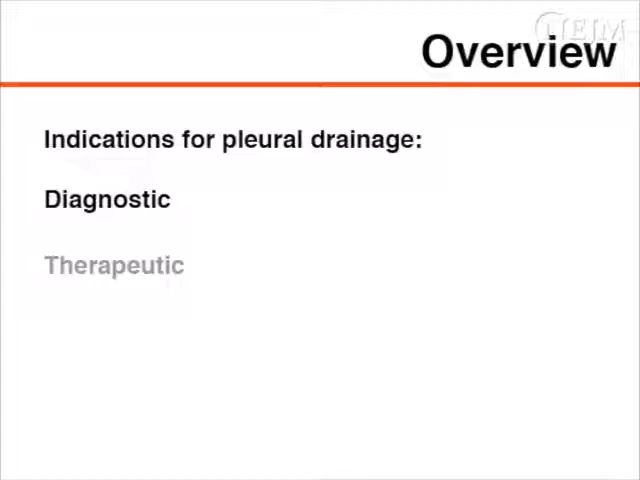 Overview
Indications for pleural drainage:
Diagnostic
Therapeutic